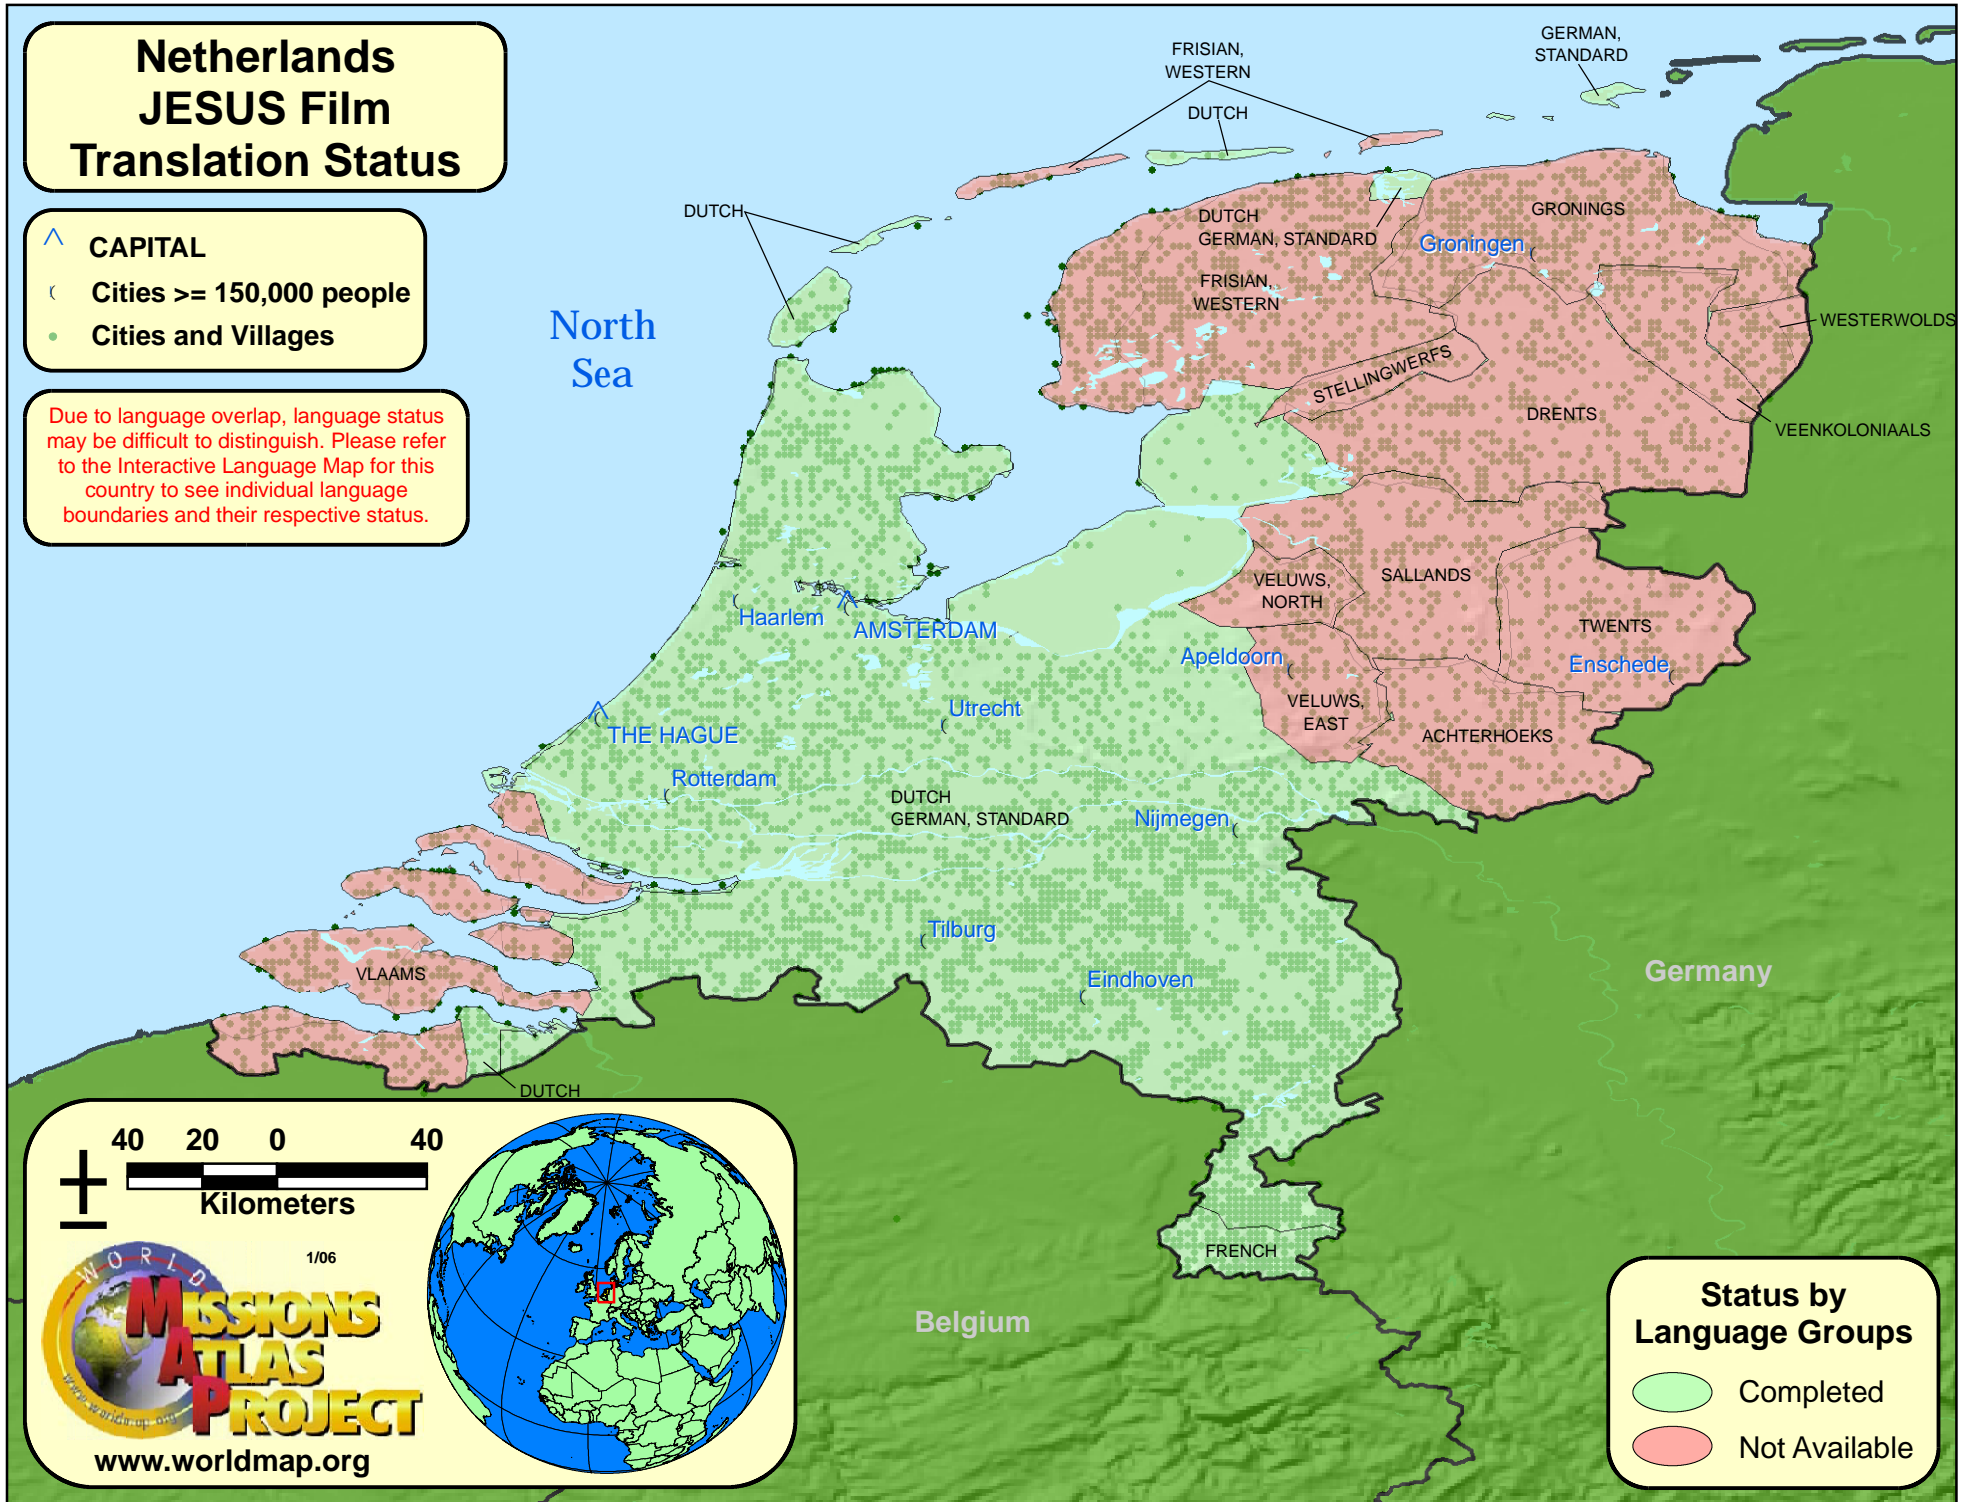 Netherlands
JESUS Film
Translation Status
CAPITAL
Cities >= 150,000 people
Cities and Villages
Due to language overlap, language status
may be difficult to distinguish. Please refer
to the Interactive Language Map for this
country to see individual language
boundaries and their respective status.
North
Sea
FRISIAN,
WESTERN
DUTCH
GERMAN,
STANDARD
DUTCH
DUTCH
GERMAN, STANDARD
FRISIAN,
WESTERN
GRONINGS
Groningen
WESTERWOLDS
STELLINGWERFS
DRENTS
VEENKOLONIAALS
VELUWS,
NORTH
SALLANDS
TWENTS
Enschede
Haarlem
AMSTERDAM
Apeldoorn
VELUWS,
EAST
ACHTERHOEKS
Utrecht
THE HAGUE
Rotterdam
DUTCH
GERMAN, STANDARD
Nijmegen
Tilburg
Eindhoven
VLAAMS
DUTCH
FRENCH
Germany
Belgium
40 20 0 40
Kilometers
1/06
WORLD
MISSIONS
ATLAS
PROJECT
www.worldmap.org
www.worldmap.org
Status by
Language Groups
Completed
Not Available